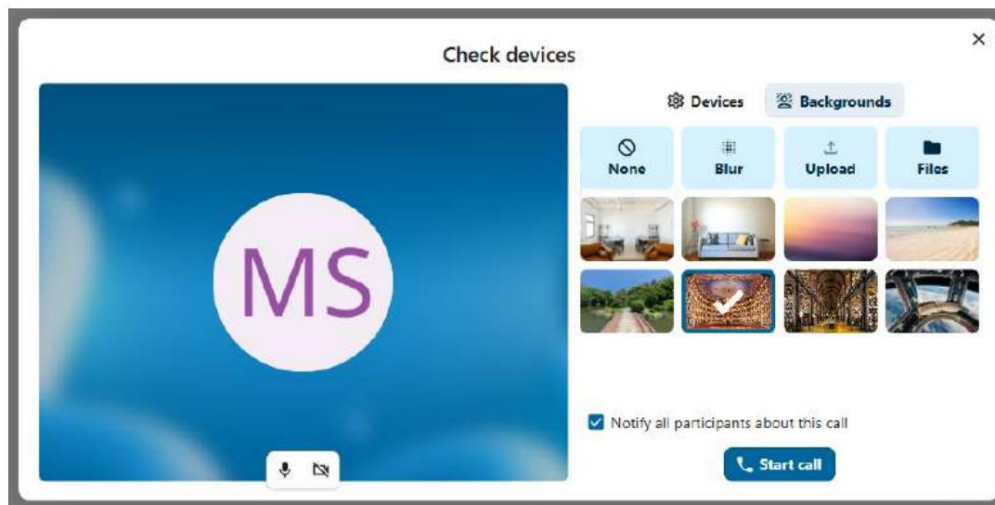 Check devices
Devices Backgrounds
None Blur Upload Files
MS
Notify all participants about this call
Start call